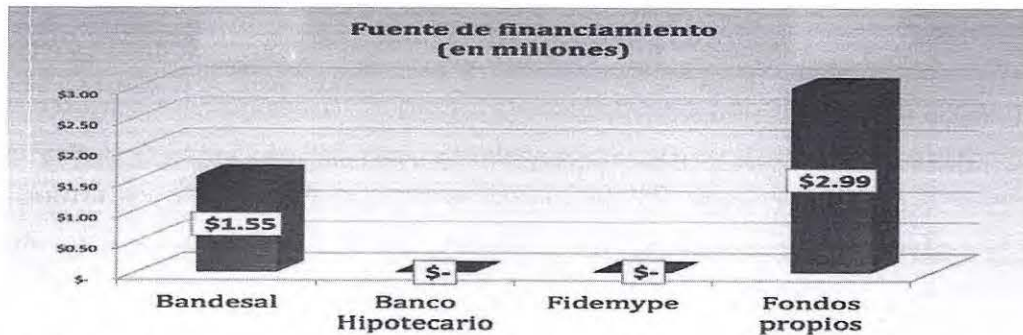 Fuente de financiamiento
(en millones)
$3.00
$2.50
$2.00
$1.50
$1.00
$0.50
$-
$1.55
$-
$-
$2.99
Bandesal
Banco Hipotecario
Fidemype
Fondos propios